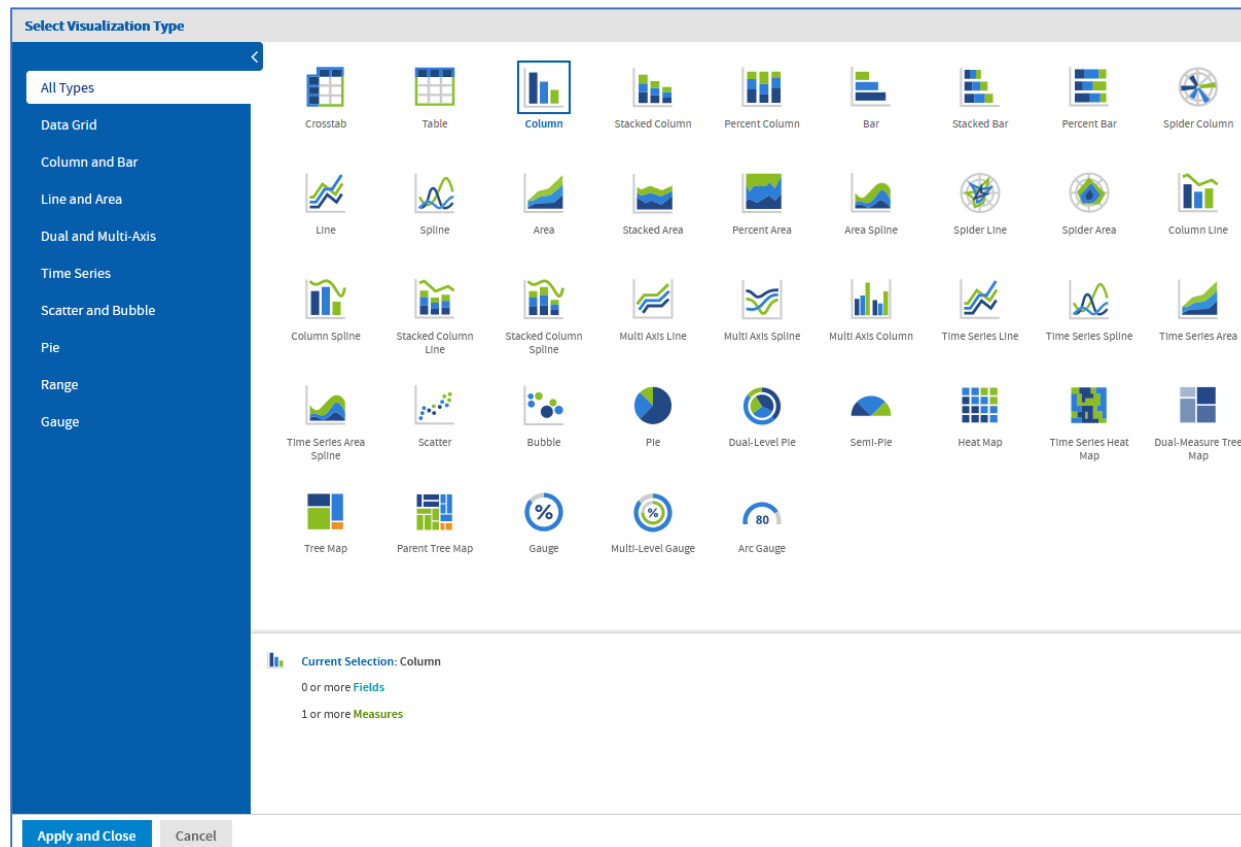 Select Visualization Type
All Types
Data Grid
Column and Bar
Line and Area
Dual and Multi-Axis
Time Series
Scatter and Bubble
Pie
Range
Gauge
Crosstab
Table
Column
Stacked Column
Percent Column
Bar
Stacked Bar
Percent Bar
Spider Column
Line
Spline
Area
Stacked Area
Percent Area
Area Spline
Spider Line
Spider Area
Column Line
Column Spline
Stacked Column
Line
Stacked Column
Spline
Multi Axis Line
Multi Axis Spline
Multi Axis Column
Time Series Line
Time Series Spline
Time Series Area
Time Series Area
Spline
Scatter
Bubble
Pie
Dual-Level Pie
Semi-Pie
Heat Map
Time Series Heat
Map
Dual-Measure Tree
Map
Tree Map
Parent Tree Map
%
Gauge
%
Multi-Level Gauge
80
Arc Gauge
Current Selection: Column
0 or more Fields
1 or more Measures
Apply and Close
Cancel